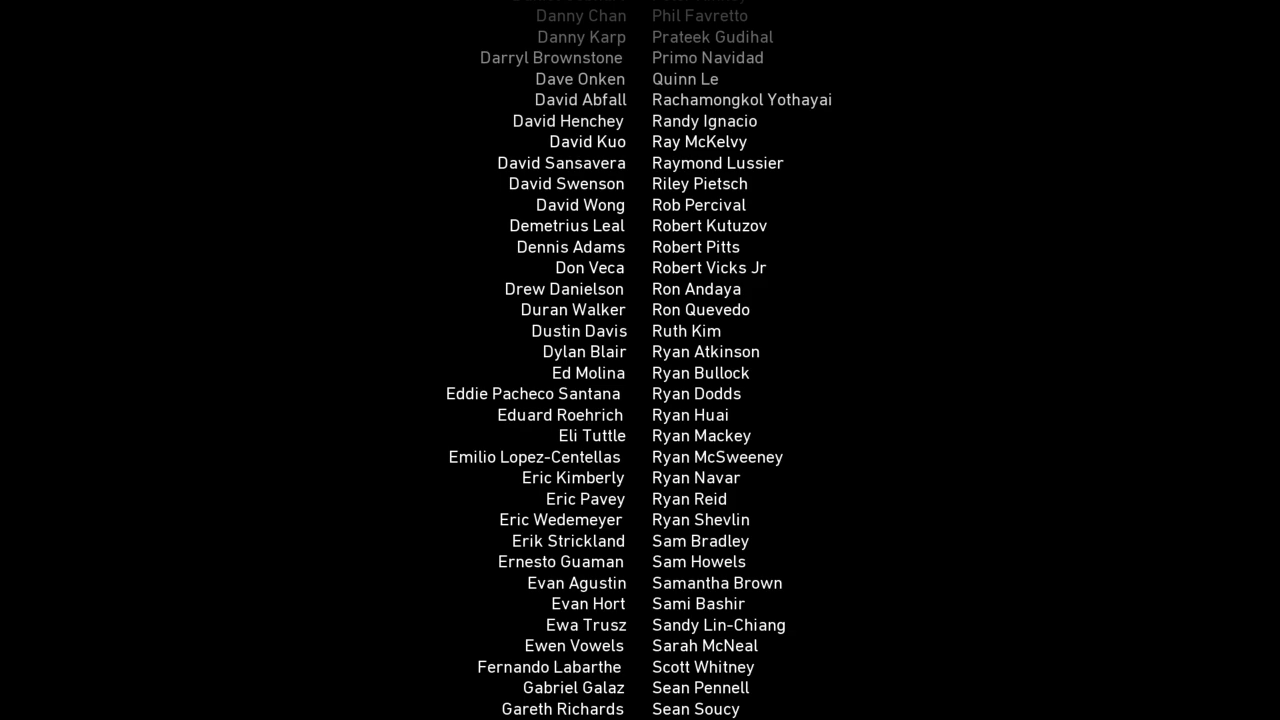 Danny Chan Phil Favretto
Danny Karp Prateek Gudihal
Darryl Brownstone Primo Navidad
Dave Onken Quinn Le
David Abfall Rachamongkol Yothayai
David Henchey Randy Ignacio
David Kuo Ray McKelvy
David Sansavera Raymond Lussier
David Swenson Riley Pietsch
David Wong Rob Percival
Demetrius Leal Robert Kutuzov
Dennis Adams Robert Pitts
Don Veca Robert Vicks Jr
Drew Danielson Ron Andaya
Duran Walker Ron Quevedo
Dustin Davis Ruth Kim
Dylan Blair Ryan Atkinson
Ed Molina Ryan Bullock
Eddie Pacheco Santana Ryan Dodds
Eduard Roehrich Ryan Huai
Eli Tuttle Ryan Mackey
Emilio Lopez-Centellas Ryan McSweeney
Eric Kimberly Ryan Navar
Eric Pavey Ryan Reid
Eric Wedemeyer Ryan Shevlin
Erik Strickland Sam Bradley
Ernesto Guaman Sam Howels
Evan Agustin Samantha Brown
Evan Hort Sami Bashir
Ewa Trusz Sandy Lin-Chiang
Ewen Vowels Sarah McNeal
Fernando Labarthe Scott Whitney
Gabriel Galaz Sean Pennell
Gareth Richards Sean Soucy